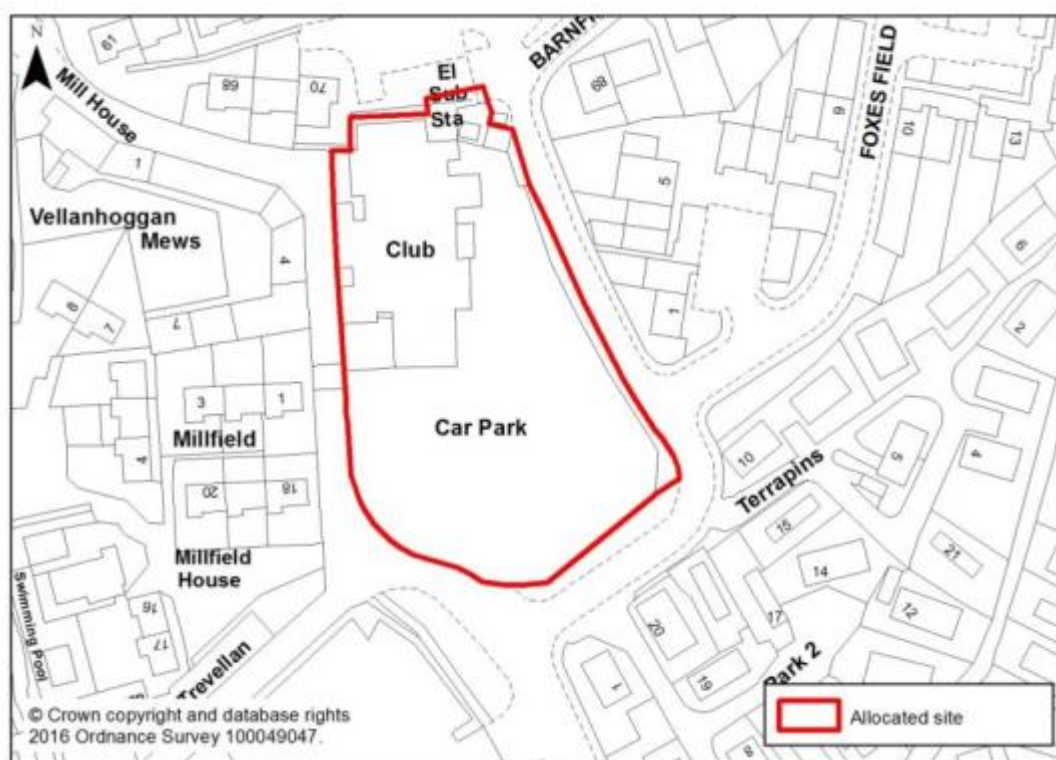 N
61
Mill House
68
70
El
Sub
Sta
BARNFI
68
FOXES FIELD
9
10
13
1
5
Vellanhoggan
Mews
4
Club
6
8
7
7
1
2
3
1
Millfield
4
Car Park
10
Terrapins
5
4
20
18
15
Millfield
House
14
21
Swimming Pool
16
17
20
17
12
Trevellan
1
19
Park 2
8
Allocated site
© Crown copyright and database rights
2016 Ordnance Survey 100049047.